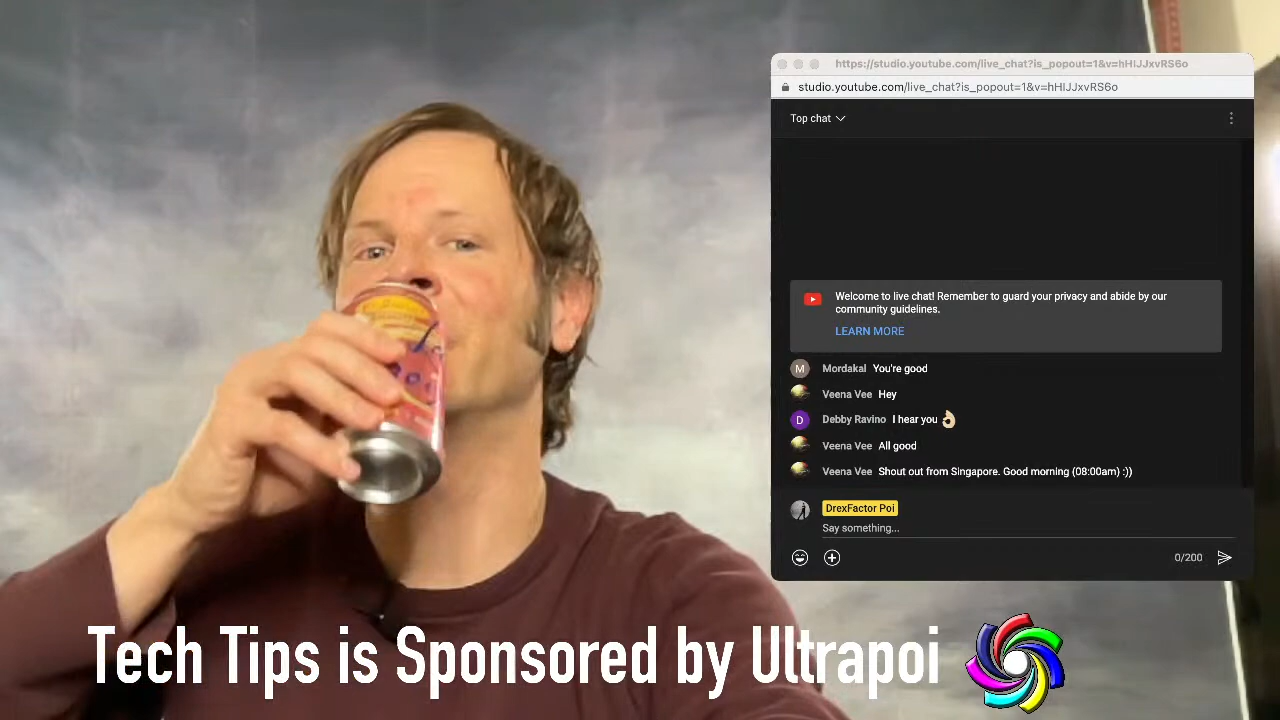 https://studio.youtube.com/live_chat?is_popout=1&v=hHIJJxvRS6o
studio.youtube.com/live_chat?is_popout=1&v=hHIJJxvRS6o
Top chat
Welcome to live chat! Remember to guard your privacy and abide by our
community guidelines.
LEARN MORE
M Mordakal You're good
Veena Vee Hey
D Debby Ravino I hear you👌🏼
Veena Vee All good
Veena Vee Shout out from Singapore. Good morning (08:00am) :))
DrexFactor Poi
Say something...
0/200
Tech Tips is Sponsored by Ultrapoi